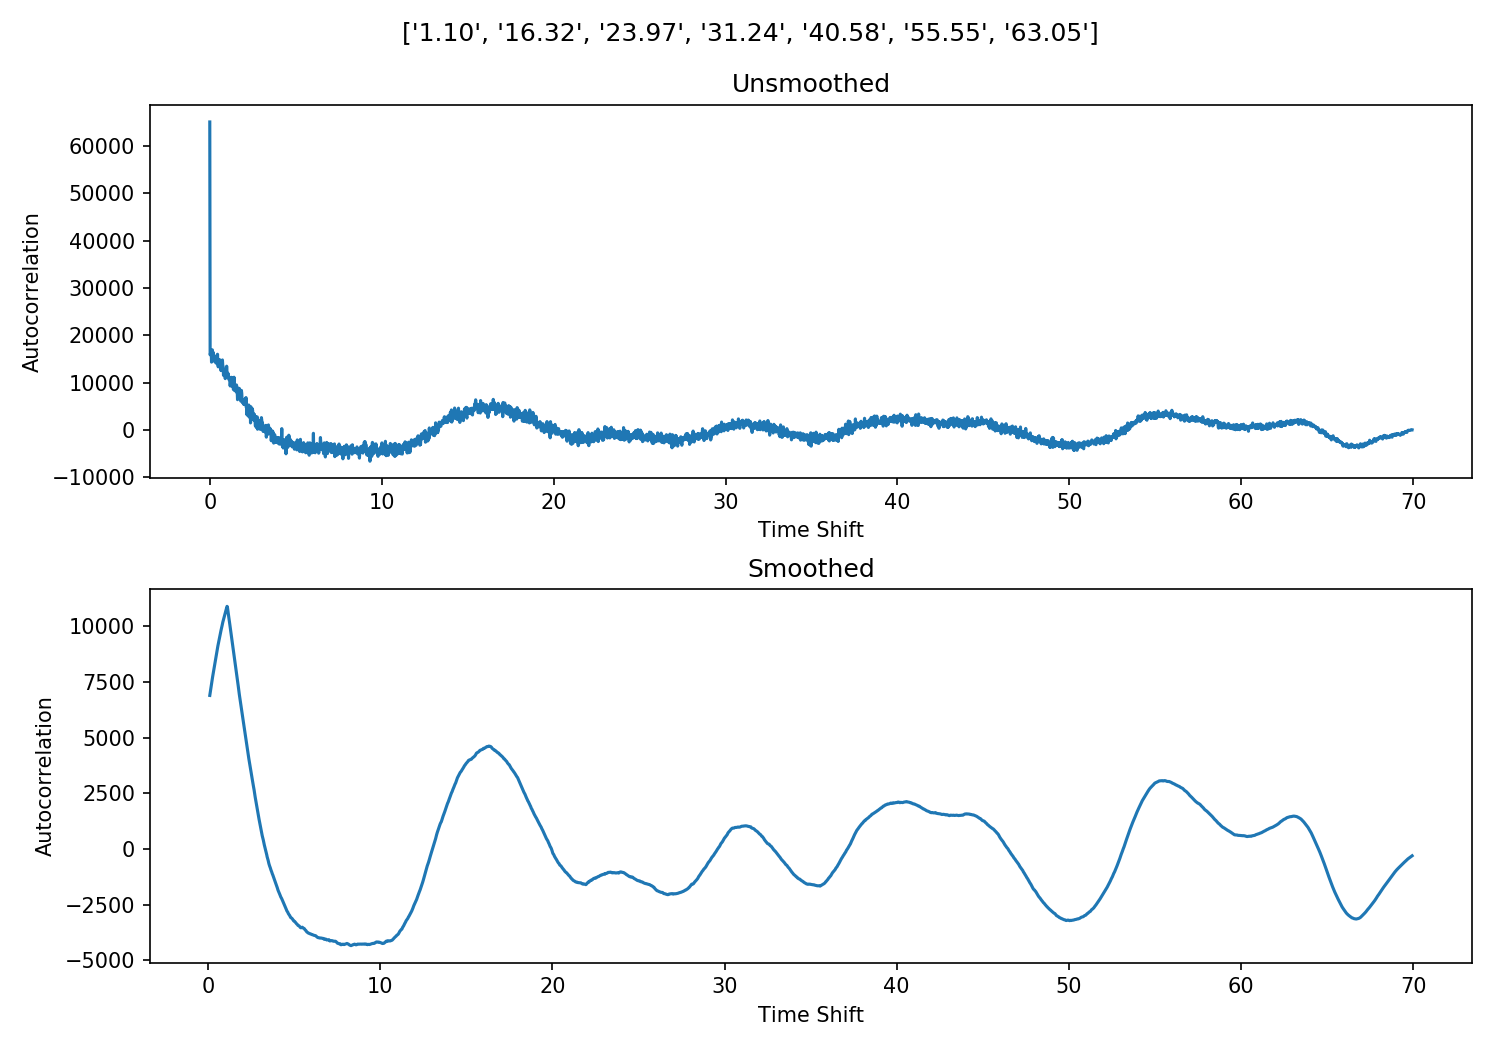 ['1.10', '16.32', '23.97', '31.24', '40.58', '55.55', '63.05']
Unsmoothed
Autocorrelation
60000
50000
40000
30000
20000
10000
0
−10000
0 10 20 30 40 50 60 70
Time Shift
Smoothed
Autocorrelation
10000
7500
5000
2500
0
−2500
−5000
0 10 20 30 40 50 60 70
Time Shift